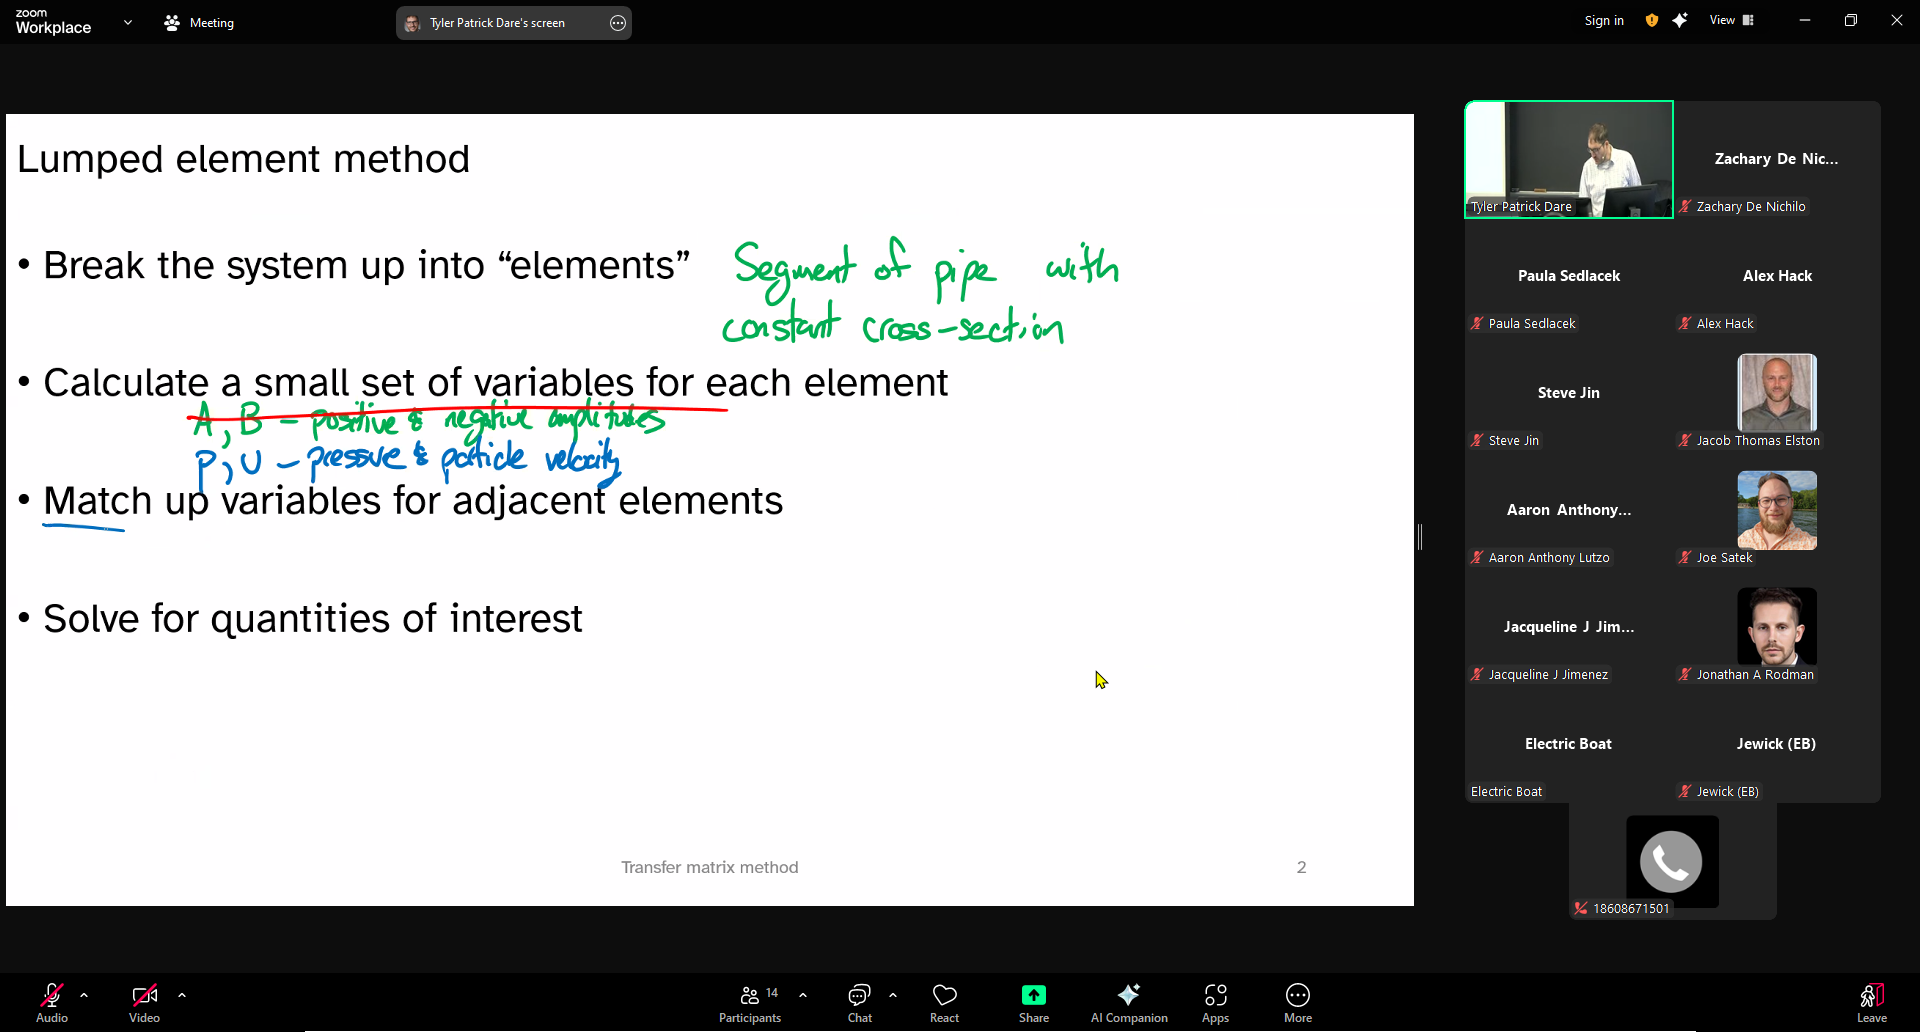 zoom
Workplace
Meeting
Tyler Patrick Dare's screen
Sign in
View
Lumped element method
• Break the system up into “elements”
Segment of pipe with
constant cross-section
• Calculate a small set of variables for each element
A, B – positive & negative amplitudes
P, U – pressure & particle velocity
• Match up variables for adjacent elements
• Solve for quantities of interest
Transfer matrix method
2
Tyler Patrick Dare
Zachary De Nic...
Zachary De Nichilo
Paula Sedlacek
Paula Sedlacek
Alex Hack
Alex Hack
Steve Jin
Steve Jin
Jacob Thomas Elston
Aaron Anthony...
Aaron Anthony Lutzo
Joe Satek
Jacqueline J Jim...
Jacqueline J Jimenez
Jonathan A Rodman
Electric Boat
Electric Boat
Jewick (EB)
Jewick (EB)
18608671501
Audio
Video
14
Participants
Chat
React
Share
AI Companion
Apps
More
Leave